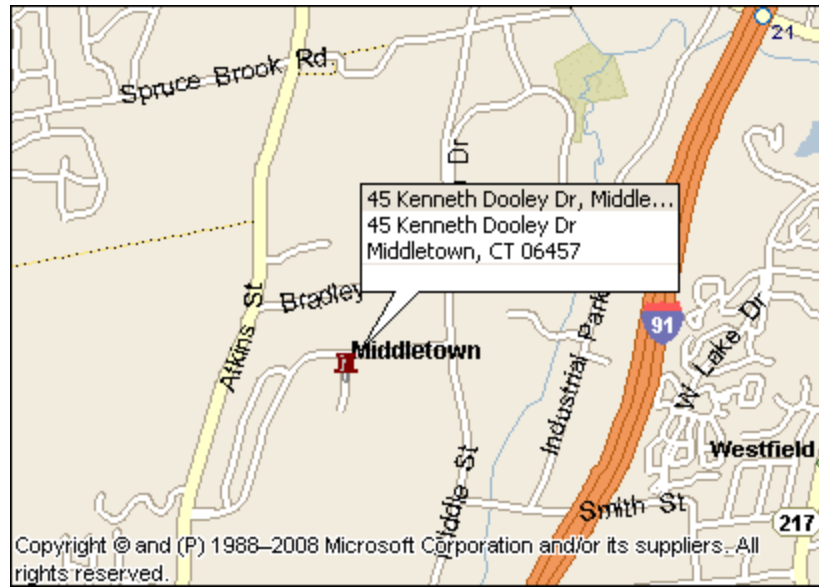 21
Spruce Brook Rd
Dr
45 Kenneth Dooley Dr, Middle...
45 Kenneth Dooley Dr
Middletown, CT 06457
Bradley
Atkins St
Industrial Park
91
W Lake Dr
Middletown
Westfield
Middle St
Smith St
217
Copyright © and (P) 1988–2008 Microsoft Corporation and/or its suppliers. All
rights reserved.